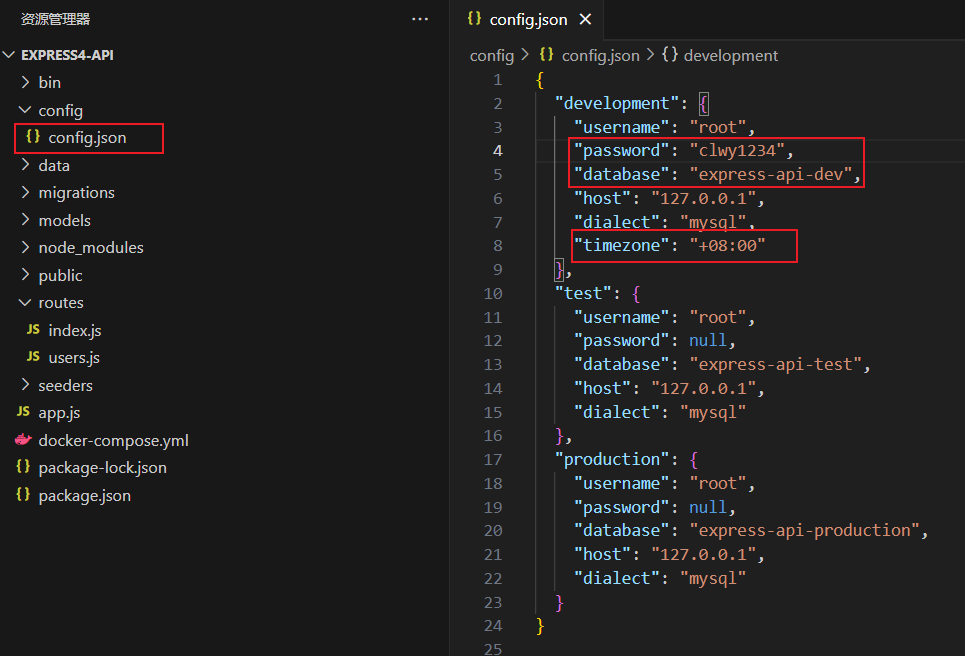 资源管理器 ···
EXPRESS4-API
bin
config
{} config.json
data
migrations
models
node_modules
public
routes
JS index.js
JS users.js
seeders
JS app.js
docker-compose.yml
{} package-lock.json
{} package.json
{} config.json ×
config > {} config.json > {} development
1 {
2 "development": {
3 "username": "root",
4 "password": "clwy1234",
5 "database": "express-api-dev",
6 "host": "127.0.0.1",
7 "dialect": "mysql",
8 "timezone": "+08:00"
9 },
10 "test": {
11 "username": "root",
12 "password": null,
13 "database": "express-api-test",
14 "host": "127.0.0.1",
15 "dialect": "mysql"
16 },
17 "production": {
18 "username": "root",
19 "password": null,
20 "database": "express-api-production",
21 "host": "127.0.0.1",
22 "dialect": "mysql"
23 }
24 }
25